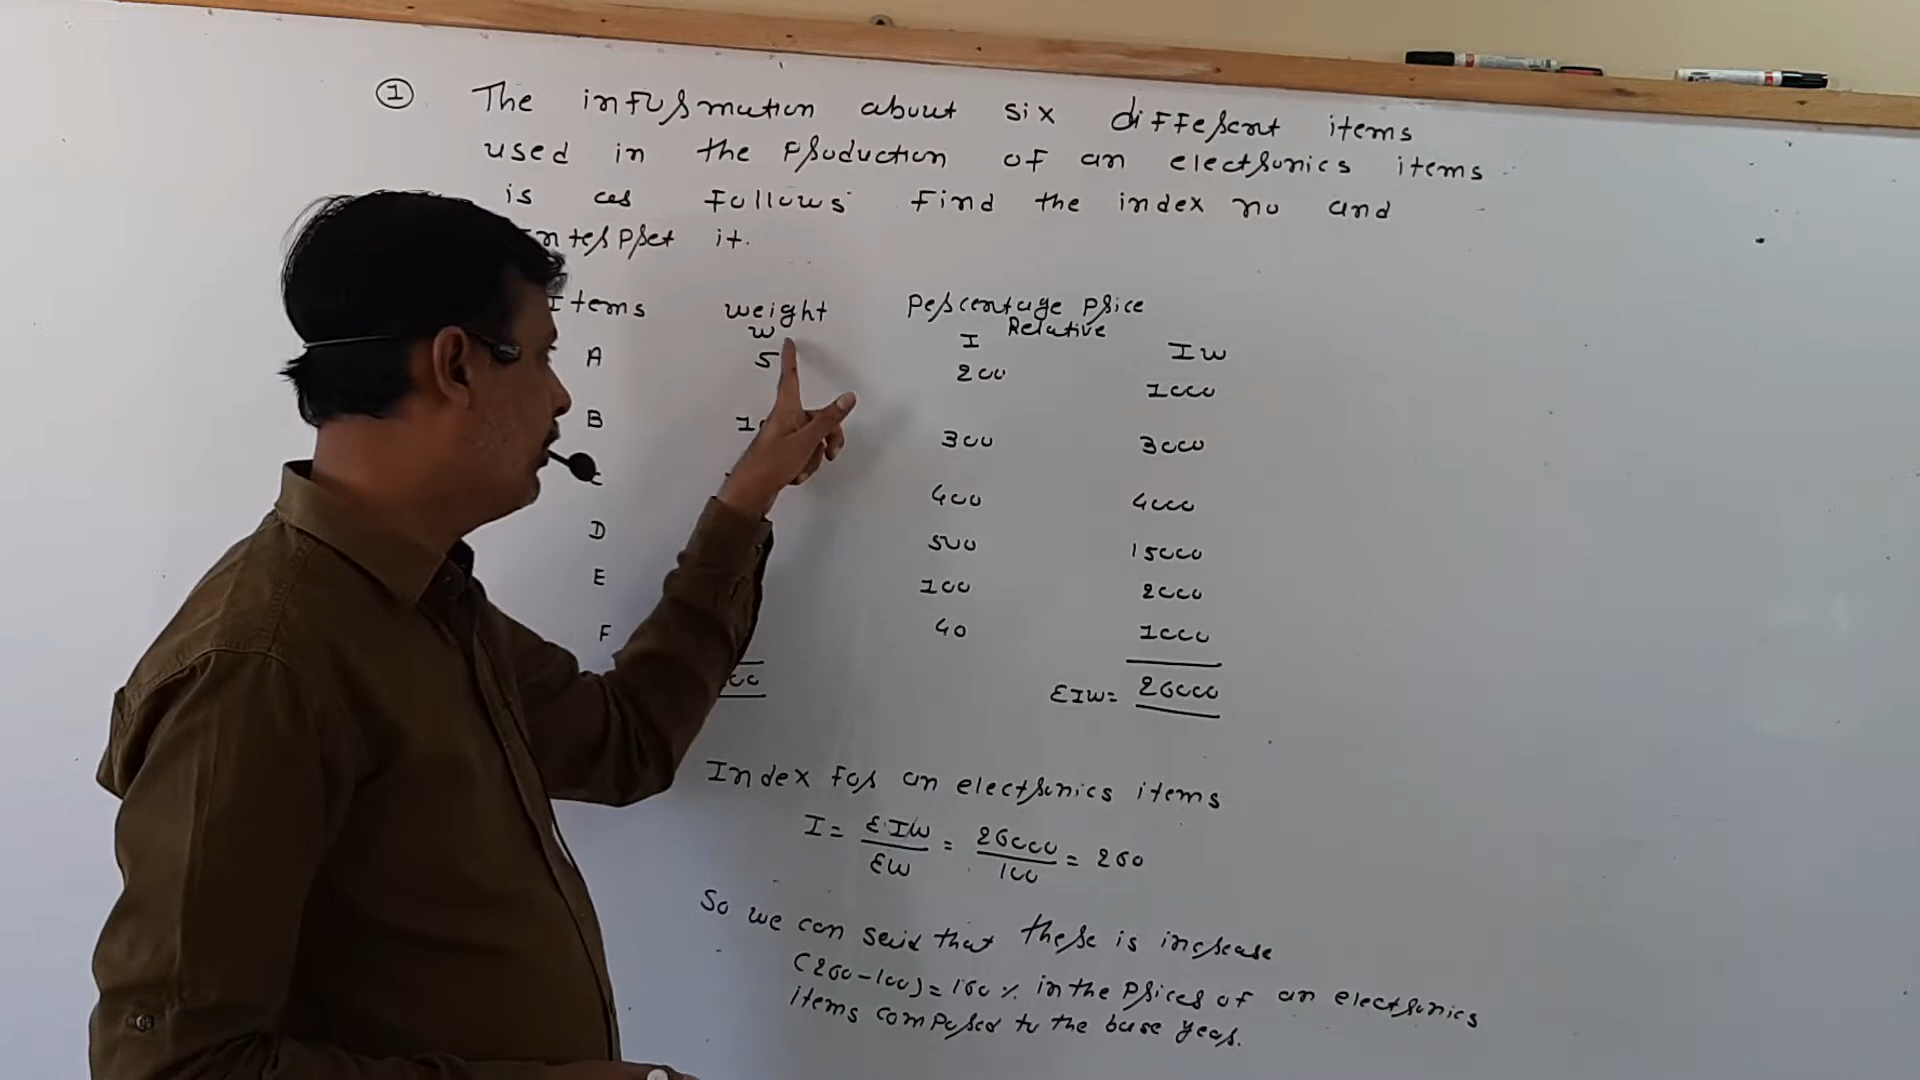 1 The information about six different items
used in the production of an electronics items
is as follows. Find the index no and
interpret it.
Items weight Percentage Price
W I Relative IW
A 5 200 1000
B 300 3000
400 4000
D 500 15000
E 100 2000
F 40 1000
ΣIW= 26000
Index for an electronics items
I = ΣIW / ΣW = 26000 / 100 = 260
So we can said that there is increase
(260-100) = 160 % in the prices of an electronics
items compared to the base year.